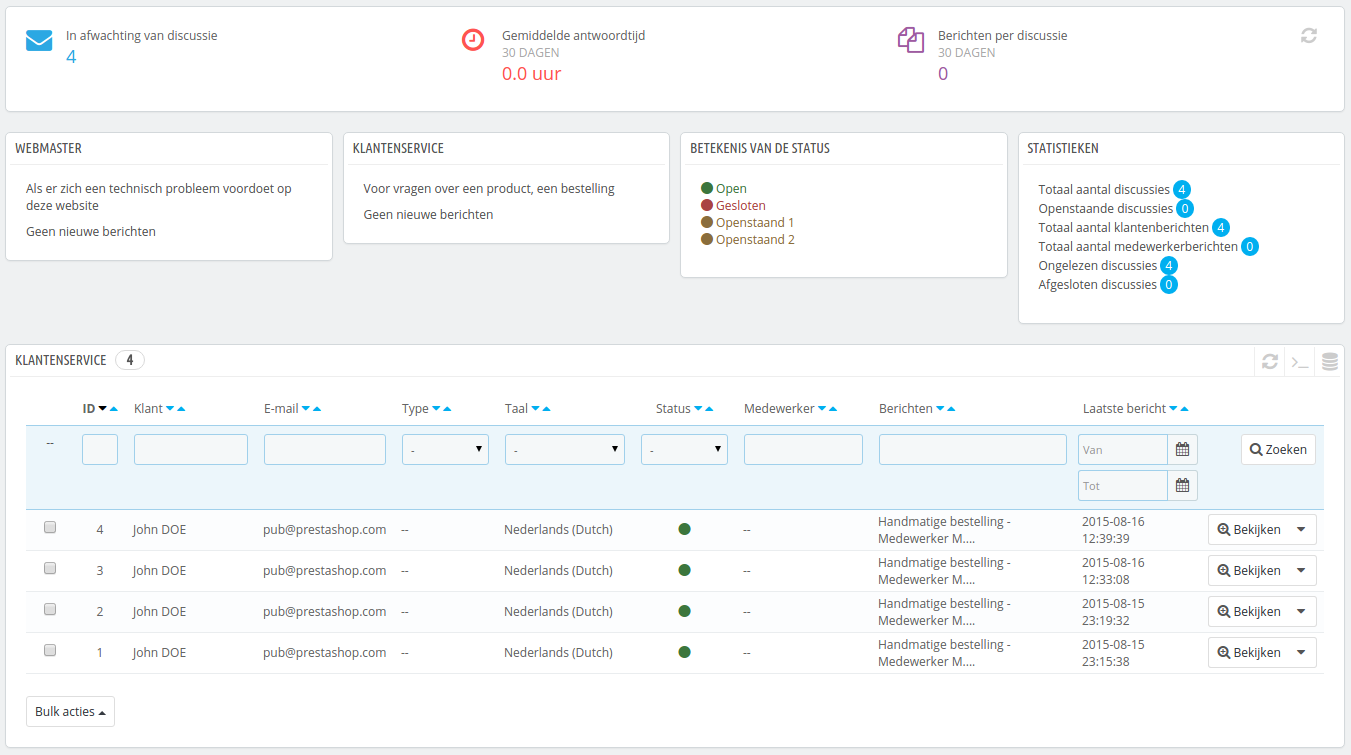 In afwachting van discussie
4
Gemiddelde antwoordtijd
30 DAGEN
0.0 uur
Berichten per discussie
30 DAGEN
0
WEBMASTER
Als er zich een technisch probleem voordoet op
deze website
Geen nieuwe berichten
KLANTENSERVICE
Voor vragen over een product, een bestelling
Geen nieuwe berichten
BETEKENIS VAN DE STATUS
Open
Gesloten
Openstaand 1
Openstaand 2
STATISTIEKEN
Totaal aantal discussies 4
Openstaande discussies 0
Totaal aantal klantenberichten 4
Totaal aantal medewerkerberichten 0
Ongelezen discussies 4
Afgesloten discussies 0
KLANTENSERVICE 4
ID Klant E-mail Type Taal Status Medewerker Berichten Laatste bericht
-- - - - Van Zoeken
Tot
4 John DOE pub@prestashop.com -- Nederlands (Dutch) -- Handmatige bestelling - 2015-08-16 Bekijken
Medewerker M.... 12:39:39
3 John DOE pub@prestashop.com -- Nederlands (Dutch) -- Handmatige bestelling - 2015-08-16 Bekijken
Medewerker M.... 12:33:08
2 John DOE pub@prestashop.com -- Nederlands (Dutch) -- Handmatige bestelling - 2015-08-15 Bekijken
Medewerker M.... 23:19:32
1 John DOE pub@prestashop.com -- Nederlands (Dutch) -- Handmatige bestelling - 2015-08-15 Bekijken
Medewerker M.... 23:15:38
Bulk acties